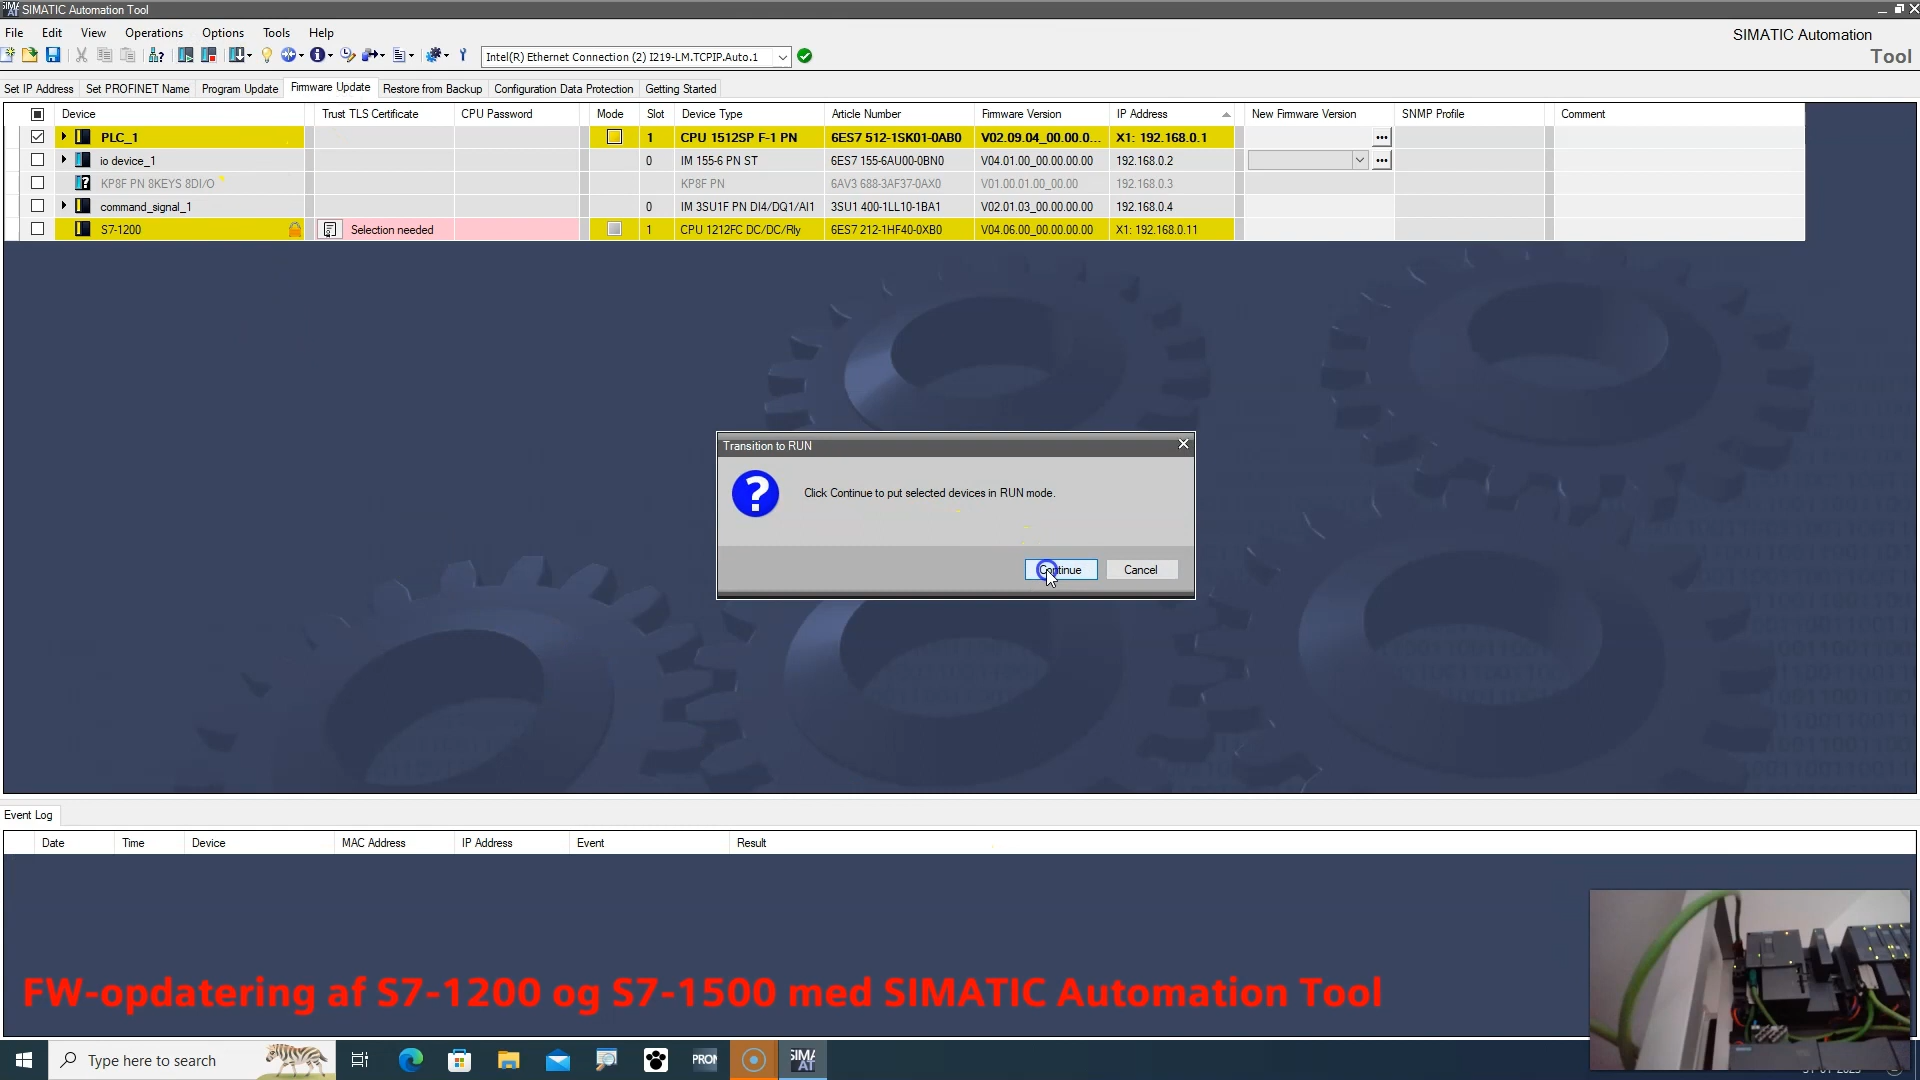 SIMATIC Automation Tool
File Edit View Operations Options Tools Help
SIMATIC Automation
Tool
Intel(R) Ethernet Connection (2) I219-LM.TCPIP.Auto.1
Set IP Address Set PROFINET Name Program Update Firmware Update Restore from Backup Configuration Data Protection Getting Started
Device Trust TLS Certificate CPU Password Mode Slot Device Type Article Number Firmware Version IP Address New Firmware Version SNMP Profile Comment
PLC_1 1 CPU 1512SP F-1 PN 6ES7 512-1SK01-0AB0 V02.09.04_00.00.0... X1: 192.168.0.1
io device_1 0 IM 155-6 PN ST 6ES7 155-6AU00-0BN0 V04.01.00_00.00.00.00 192.168.0.2
KP8F PN 8KEYS 8DI/O KP8F PN 6AV3 688-3AF37-0AX0 V01.00.01.00_00.00 192.168.0.3
command_signal_1 0 IM 3SU1F PN DI4/DQ1/AI1 3SU1 400-1LL10-1BA1 V02.01.03_00.00.00 192.168.0.4
S7-1200 Selection needed 1 CPU 1212FC DC/DC/Rly 6ES7 212-1HF40-0XB0 V04.06.00_00.00.00 X1: 192.168.0.11
Transition to RUN
Click Continue to put selected devices in RUN mode.
Continue Cancel
Event Log
Date Time Device MAC Address IP Address Event Result
FW-opdatering af S7-1200 og S7-1500 med SIMATIC Automation Tool
Type here to search